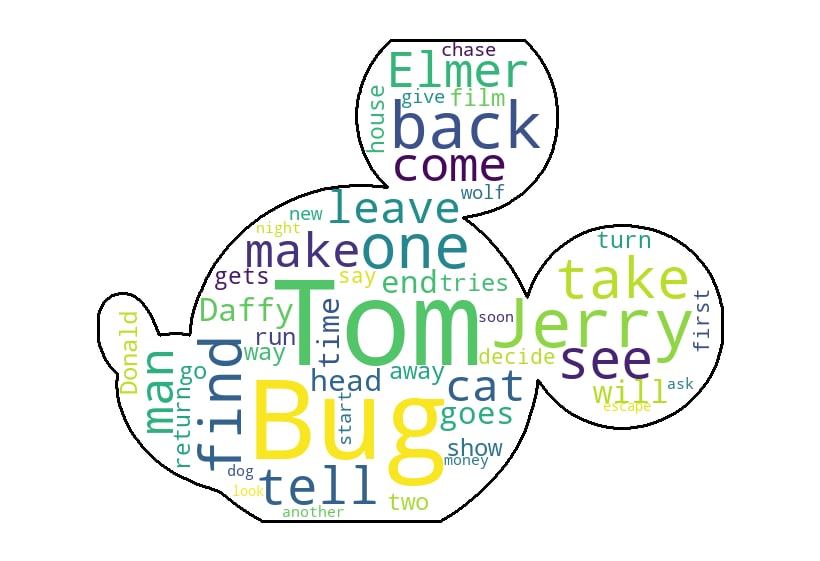 chase
Elmer
give
film
house
back
come
wolf
leave
new
night
make
one
turn
gets
say
end
tries
take
Daffy
Tom
time
soon
Jerry
first
Donald
run
way
decide
see
man
go
find
head
away
cat
will
ask
return
Bug
start
goes
escape
show
money
dog
look
tell
two
another